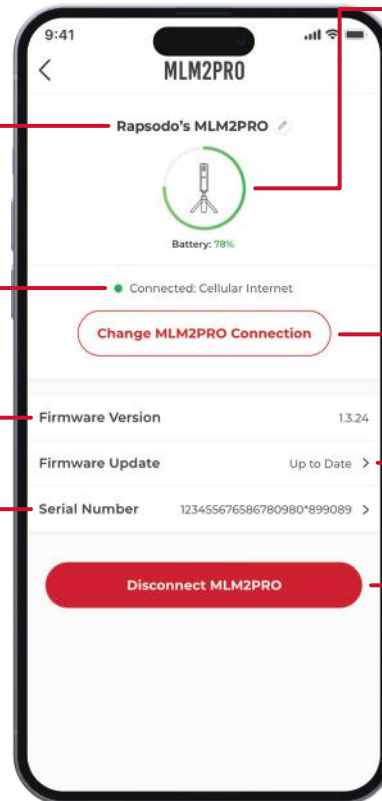 9:41
MLM2PRO
Rapsodo's MLM2PRO
Battery: 78%
Connected: Cellular Internet
Change MLM2PRO Connection
Firmware Version 1.3.24
Firmware Update Up to Date >
Serial Number 123455676586780980*899089 >
Disconnect MLM2PRO